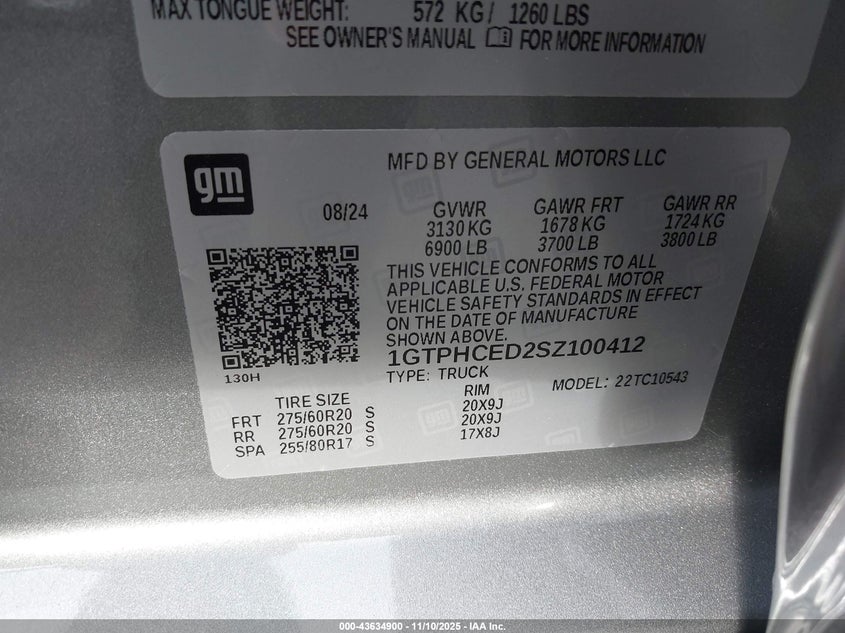 MAX TONGUE WEIGHT: 572 KG / 1260 LBS
SEE OWNER'S MANUAL FOR MORE INFORMATION
gm
MFD BY GENERAL MOTORS LLC
08/24
GVWR GAWR FRT GAWR RR
3130 KG 1678 KG 1724 KG
6900 LB 3700 LB 3800 LB
THIS VEHICLE CONFORMS TO ALL
APPLICABLE U.S. FEDERAL MOTOR
VEHICLE SAFETY STANDARDS IN EFFECT
ON THE DATE OF MANUFACTURE
SHOWN ABOVE.
1GTPHCED2SZ100412
130H
TYPE: TRUCK MODEL: 22TC10543
TIRE SIZE RIM
FRT 275/60R20 S 20X9J
RR 275/60R20 S 20X9J
SPA 255/80R17 S 17X8J
000-43634900 - 11/10/2025 - IAA Inc.